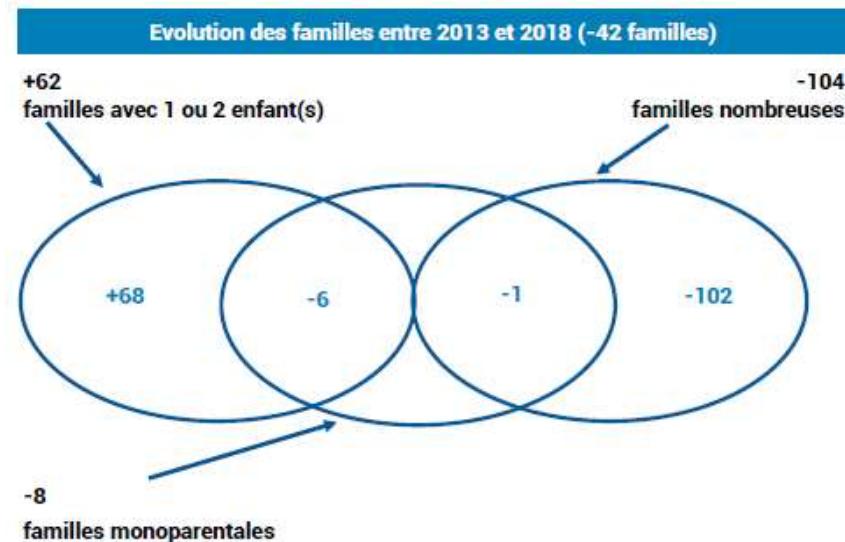 Evolution des familles entre 2013 et 2018 (-42 familles)
+62
familles avec 1 ou 2 enfant(s)
-104
familles nombreuses
+68
-6
-1
-102
-8
familles monoparentales